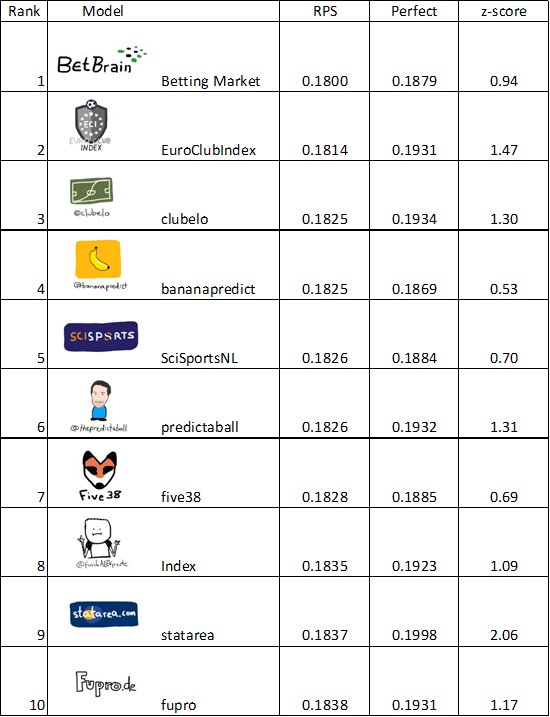 Rank Model RPS Perfect z-score
BetBrain
1 Betting Market 0.1800 0.1879 0.94
ECI
EURO CLUB
INDEX
2 EuroClubIndex 0.1814 0.1931 1.47
@clubelo
3 clubelo 0.1825 0.1934 1.30
@bananapredict
4 bananapredict 0.1825 0.1869 0.53
SCISPORTS
5 SciSportsNL 0.1826 0.1884 0.70
@thepredictaball
6 predictaball 0.1826 0.1932 1.31
Five38
7 five38 0.1828 0.1885 0.69
8 Index 0.1835 0.1923 1.09
statarea.com
9 statarea 0.1837 0.1998 2.06
Fupro.de
10 fupro 0.1838 0.1931 1.17